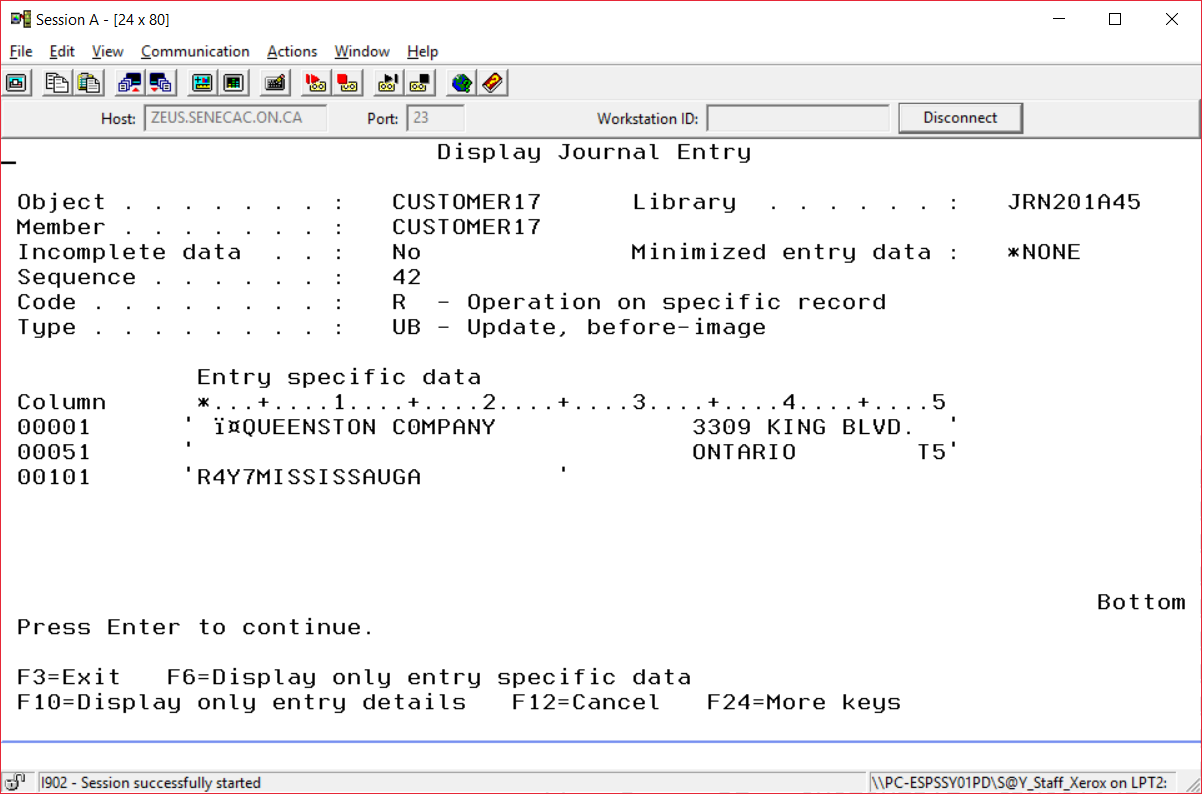 Session A - [24 x 80]
File Edit View Communication Actions Window Help
Host: ZEUS.SENECAC.ON.CA Port: 23 Workstation ID: Disconnect
Display Journal Entry
Object . . . . . . . : CUSTOMER17 Library . . . . . . : JRN201A45
Member . . . . . . . : CUSTOMER17
Incomplete data . . : No Minimized entry data : *NONE
Sequence . . . . . . : 42
Code . . . . . . . . : R - Operation on specific record
Type . . . . . . . . : UB - Update, before-image
Entry specific data
Column *...+....1....+....2....+....3....+....4....+....5
00001 ' ï¤QUEENSTON C0MPANY 3309 KING BLVD. '
00051 ' ONTARIO T5'
00101 'R4Y7MISSISSAUGA '
Bottom
Press Enter to continue.
F3=Exit F6=Display only entry specific data
F10=Display only entry details F12=Cancel F24=More keys
I902 - Session successfully started \\PC-ESPSSY01PD\S@Y_Staff_Xerox on LPT2: